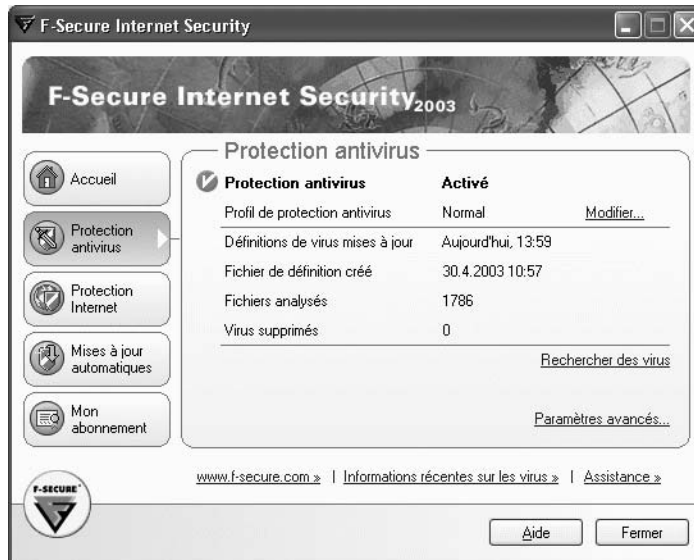 F-Secure Internet Security
F-Secure Internet Security 2003
Accueil
Protection
antivirus
Protection
Internet
Mises à jour
automatiques
Mon
abonnement
Protection antivirus
Protection antivirus Activé
Profil de protection antivirus Normal Modifier...
Définitions de virus mises à jour Aujourd'hui, 13:59
Fichier de définition créé 30.4.2003 10:57
Fichiers analysés 1786
Virus supprimés 0
Rechercher des virus
Paramètres avancés...
www.f-secure.com » | Informations récentes sur les virus » | Assistance »
F-SECURE
Aide Fermer